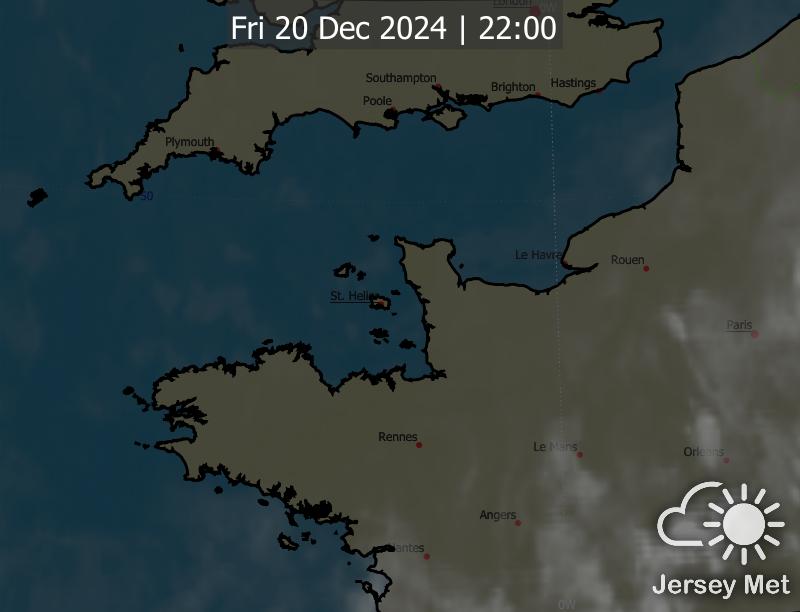 London
0W
Fri 20 Dec 2024 | 22:00
Southampton
Brighton
Hastings
Poole
Plymouth
50
Le Havre
Rouen
St. Helier
Paris
Rennes
Le Mans
Orleans
Angers
Nantes
Jersey Met
0W